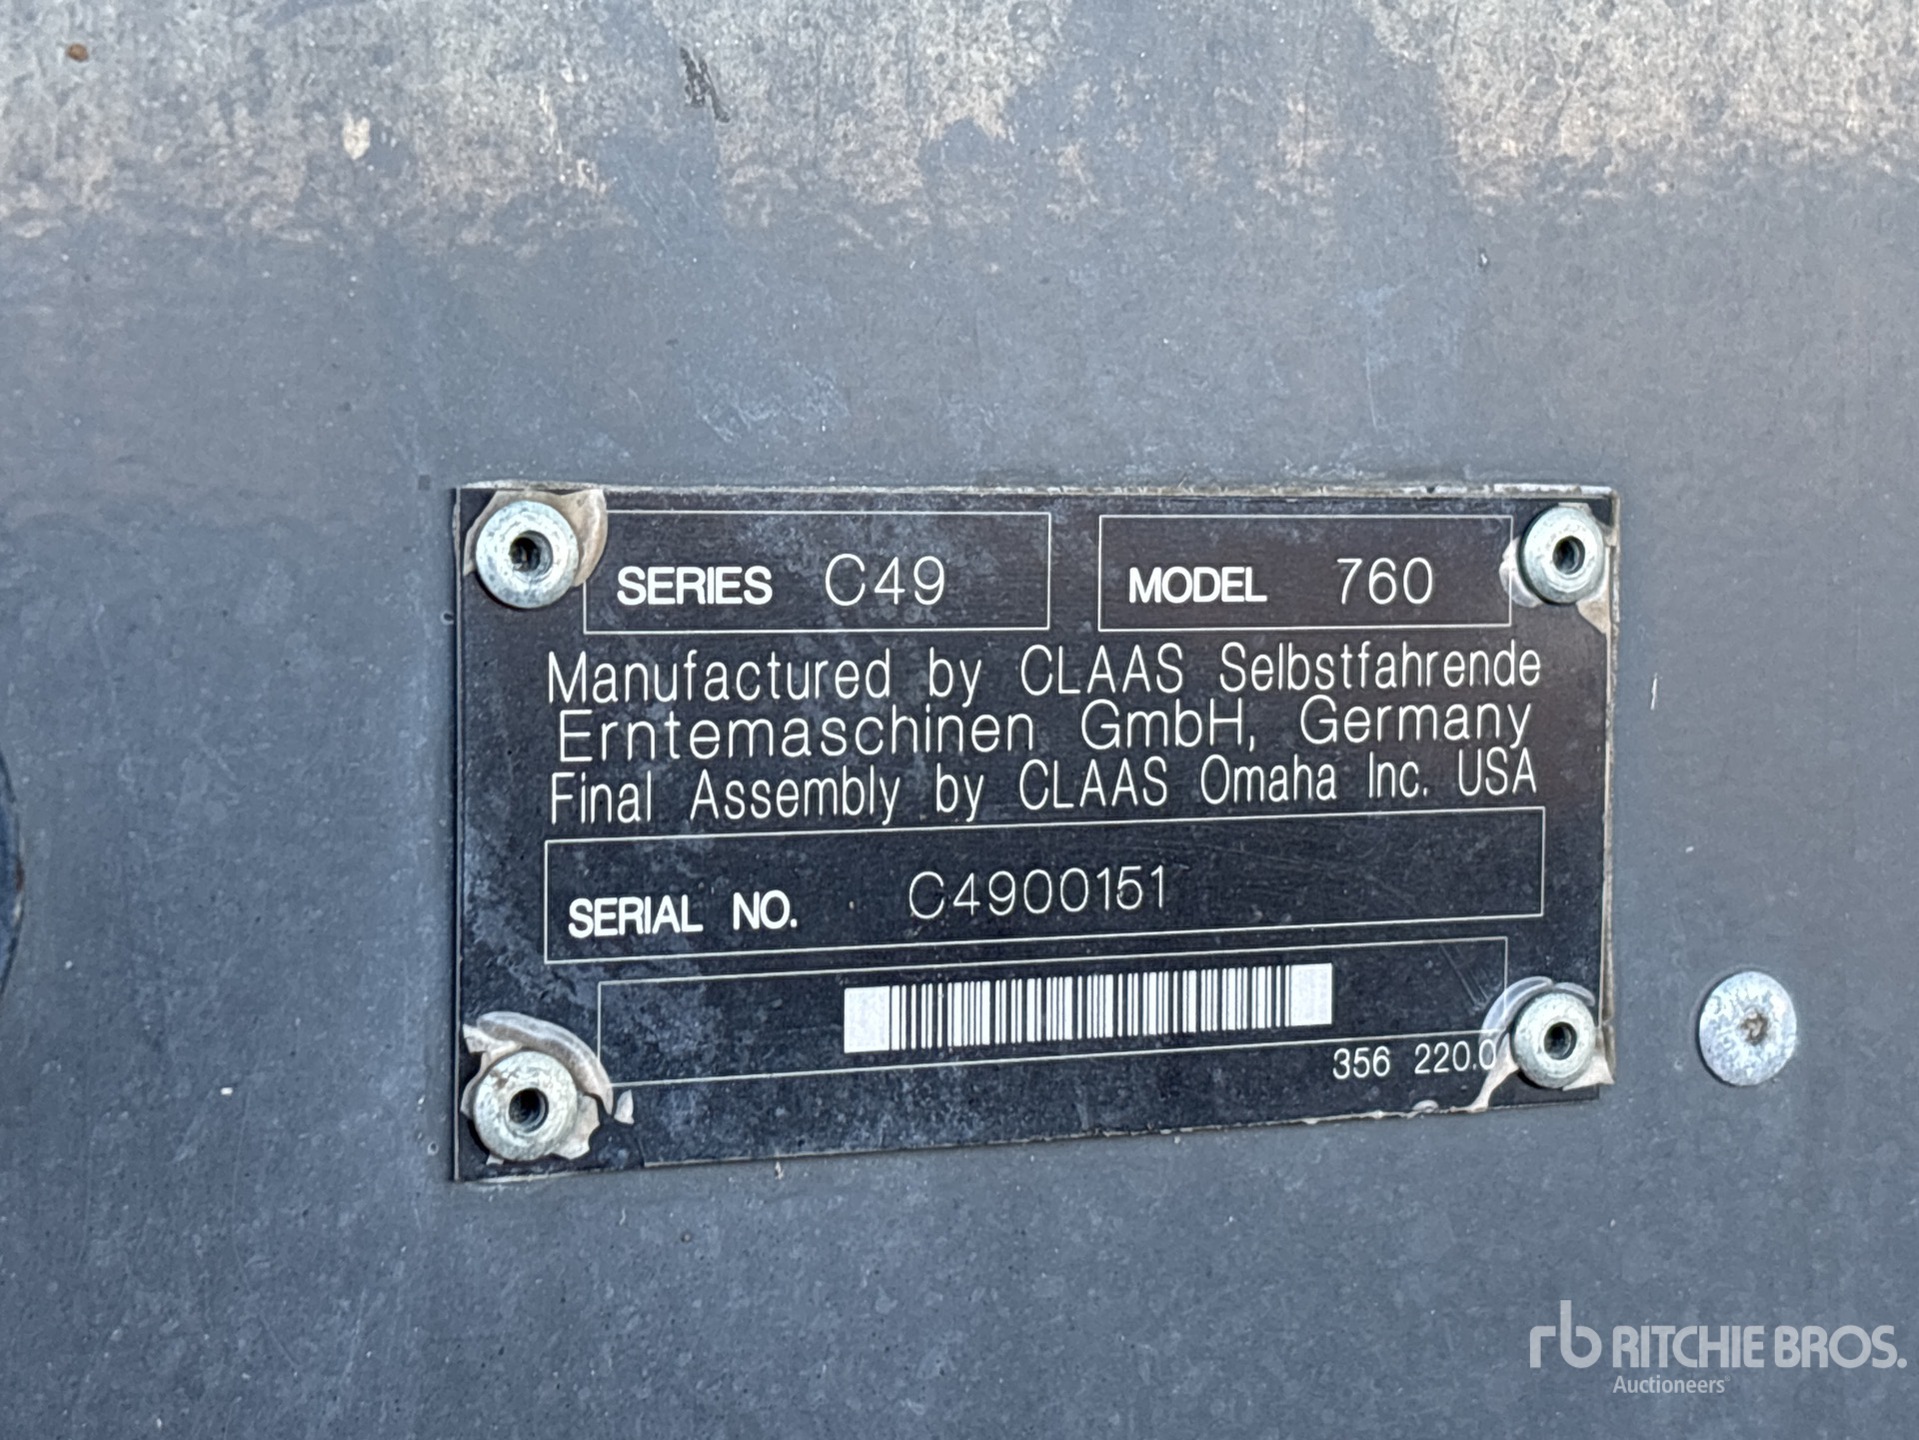 SERIES C49 MODEL 760
Manufactured by CLAAS Selbstfahrende
Erntemaschinen GmbH, Germany
Final Assembly by CLAAS Omaha Inc. USA
SERIAL NO. C4900151
356 220.0
rb RITCHIE BROS.
Auctioneers